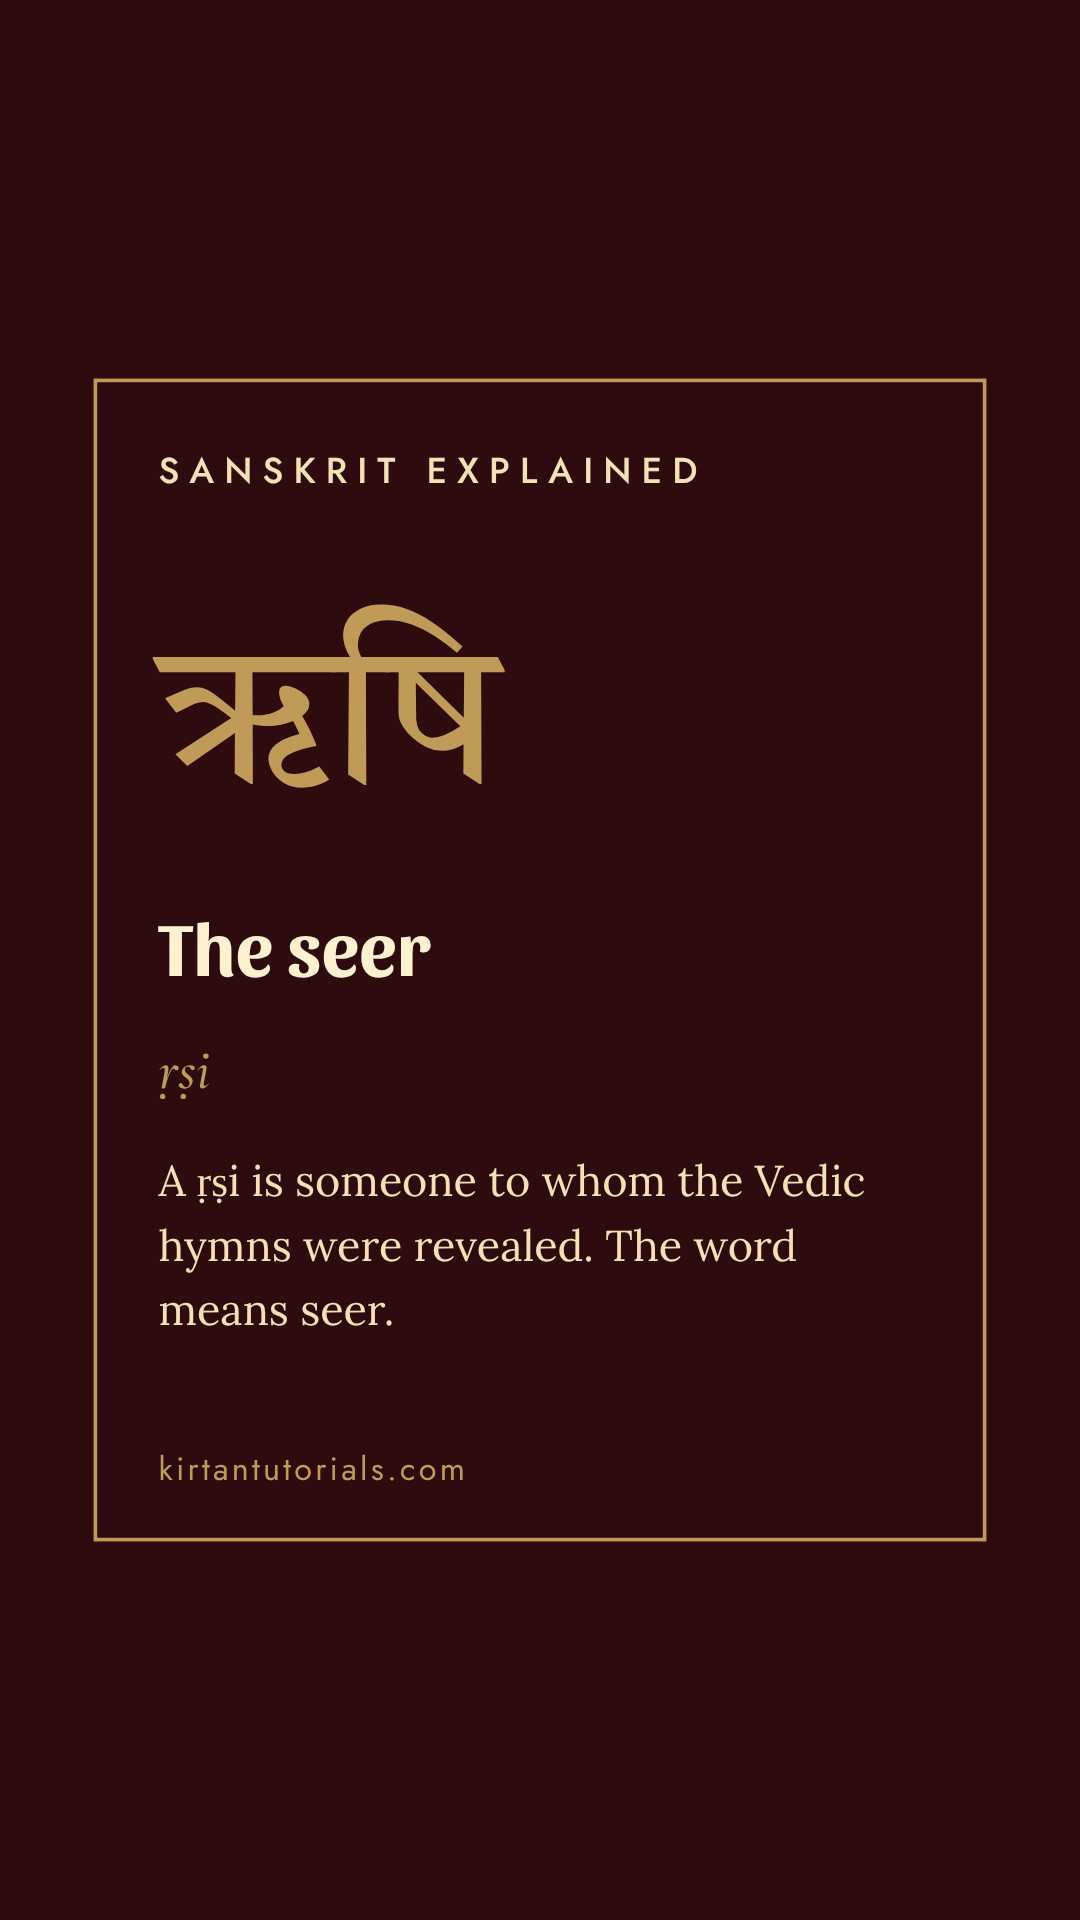 SANSKRIT EXPLAINED
ऋषि
The seer
ṛṣi
A ṛṣi is someone to whom the Vedic
hymns were revealed. The word
means seer.
kirtantutorials.com